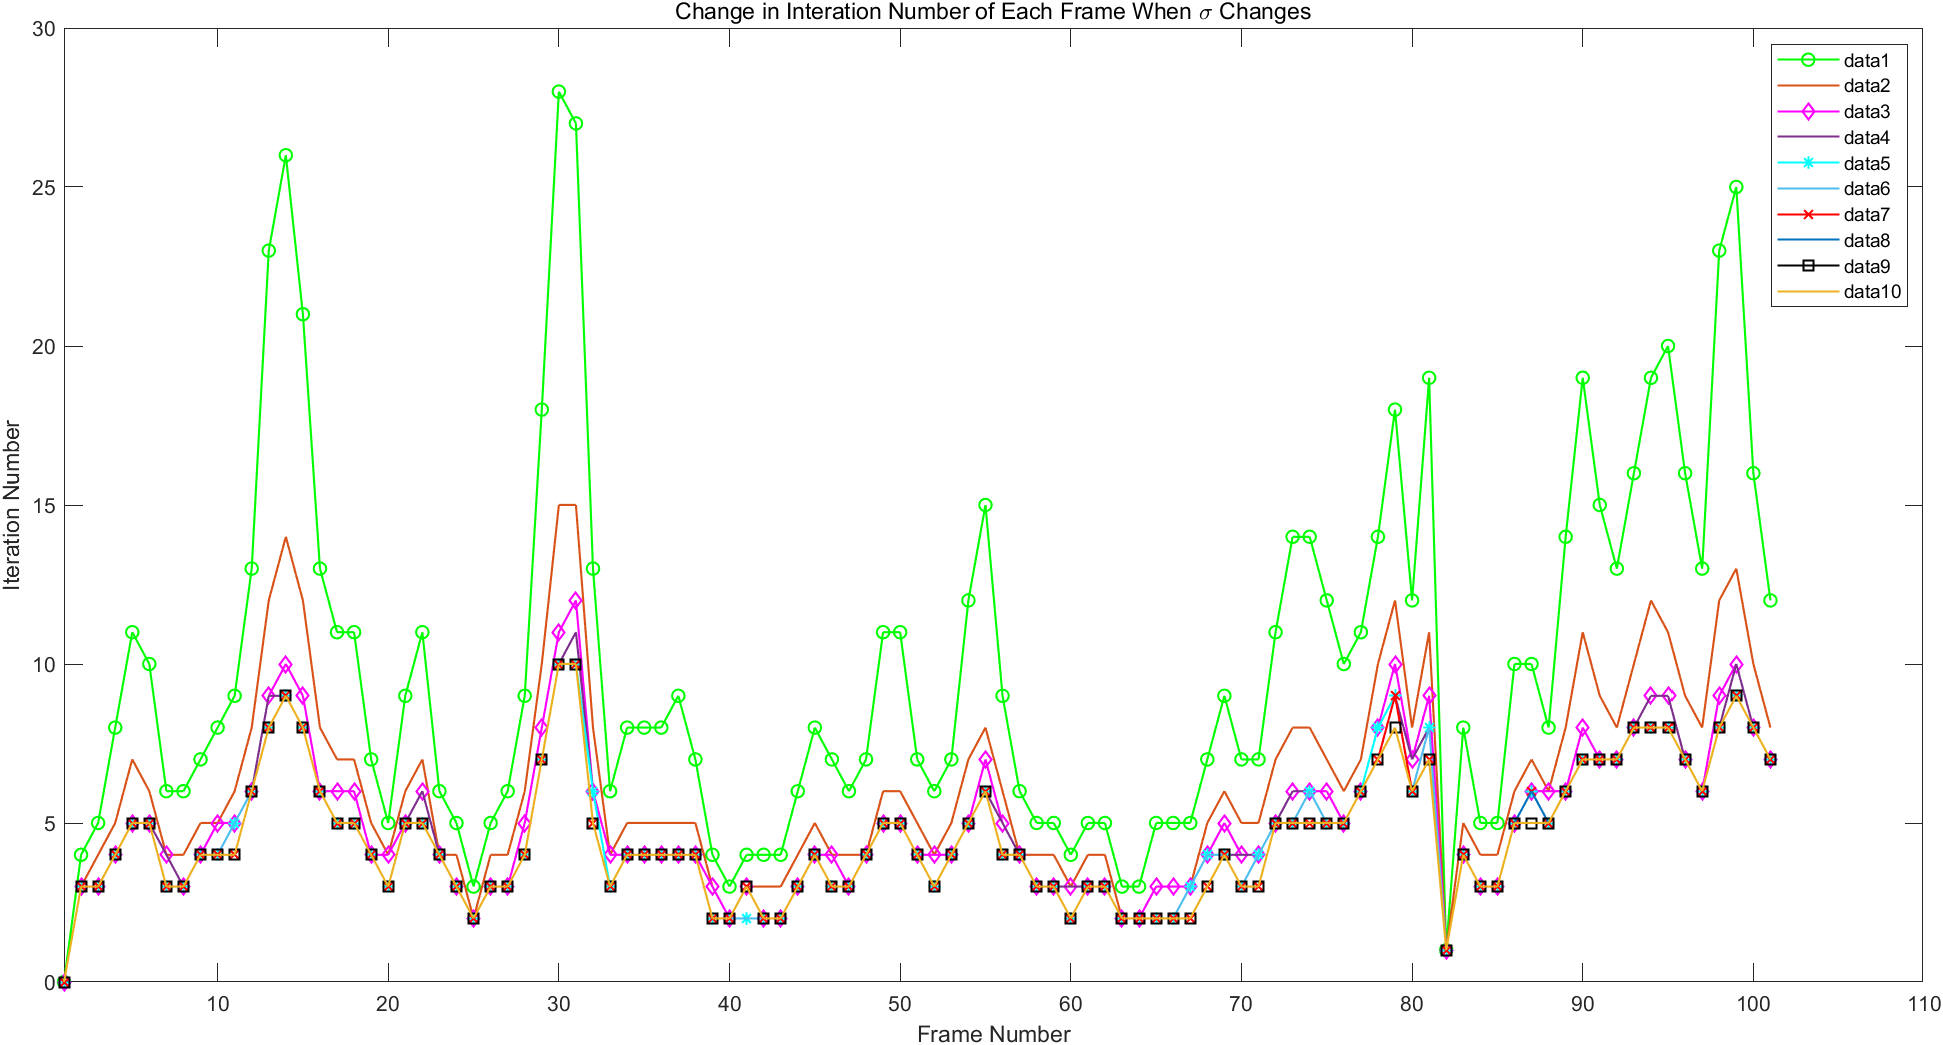 Change in Interation Number of Each Frame When σ Changes
30
25
20
15
10
5
0
Iteration Number
10 20 30 40 50 60 70 80 90 100 110
Frame Number
data1
data2
data3
data4
data5
data6
data7
data8
data9
data10